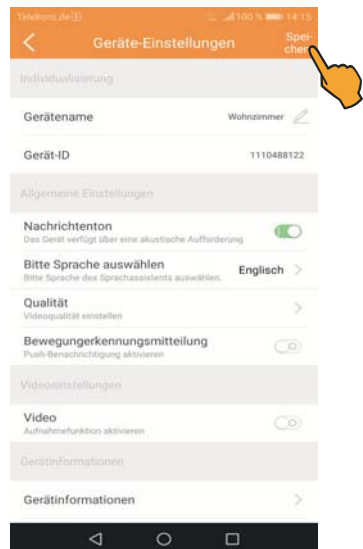 Telekom.de
100 %
14:15
Geräte-Einstellungen
Spei-
chern
Individualisierung
Gerätename
Wohnzimmer
Gerät-ID
1110488122
Allgemeine Einstellungen
Nachrichtenton
Das Gerät verfügt über eine akustische Aufforderung
Bitte Sprache auswählen
Englisch
Bitte Sprache des Sprachassistents auswählen.
Qualität
Videoqualität einstellen
Bewegungerkennungsmitteilung
Push-Benachrichtigung aktivieren
Videoeinstellungen
Video
Aufnahmefunktion aktivieren
Gerätinformationen
Gerätinformationen